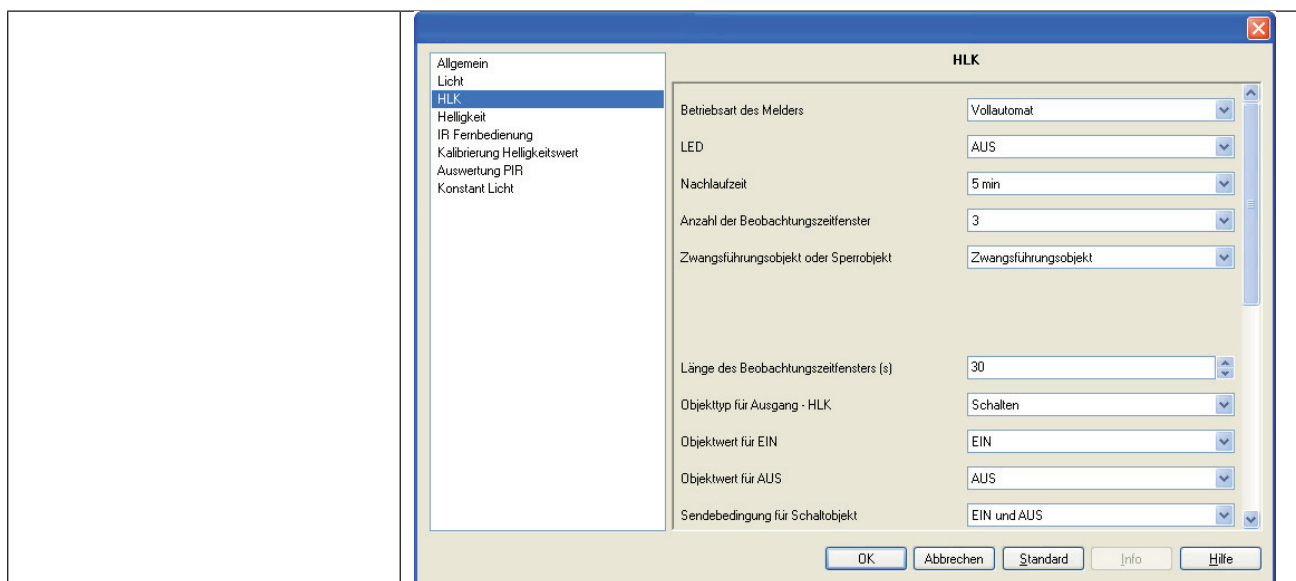 HLK
Allgemein
Licht
HLK
Helligkeit
IR Fernbedienung
Kalibrierung Helligkeitswert
Auswertung PIR
Konstant Licht
Betriebsart des Melders Vollautomat
LED AUS
Nachlaufzeit 5 min
Anzahl der Beobachtungszeitfenster 3
Zwangsführungsobjekt oder Sperrobjekt Zwangsführungsobjekt
Länge des Beobachtungszeitfensters (s) 30
Objekttyp für Ausgang - HLK Schalten
Objektwert für EIN EIN
Objektwert für AUS AUS
Sendebedingung für Schaltobjekt EIN und AUS
OK Abbrechen Standard Info Hilfe